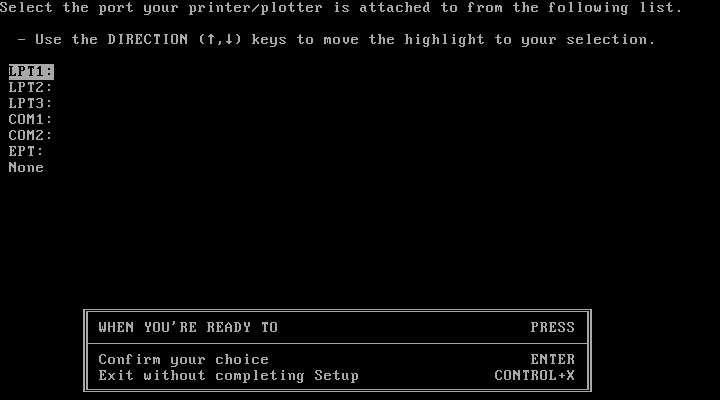 Select the port your printer/plotter is attached to from the following list.
- Use the DIRECTION (↑,↓) keys to move the highlight to your selection.
LPT1:
LPT2:
LPT3:
COM1:
COM2:
EPT:
None
WHEN YOU'RE READY TO PRESS
Confirm your choice ENTER
Exit without completing Setup CONTROL+X